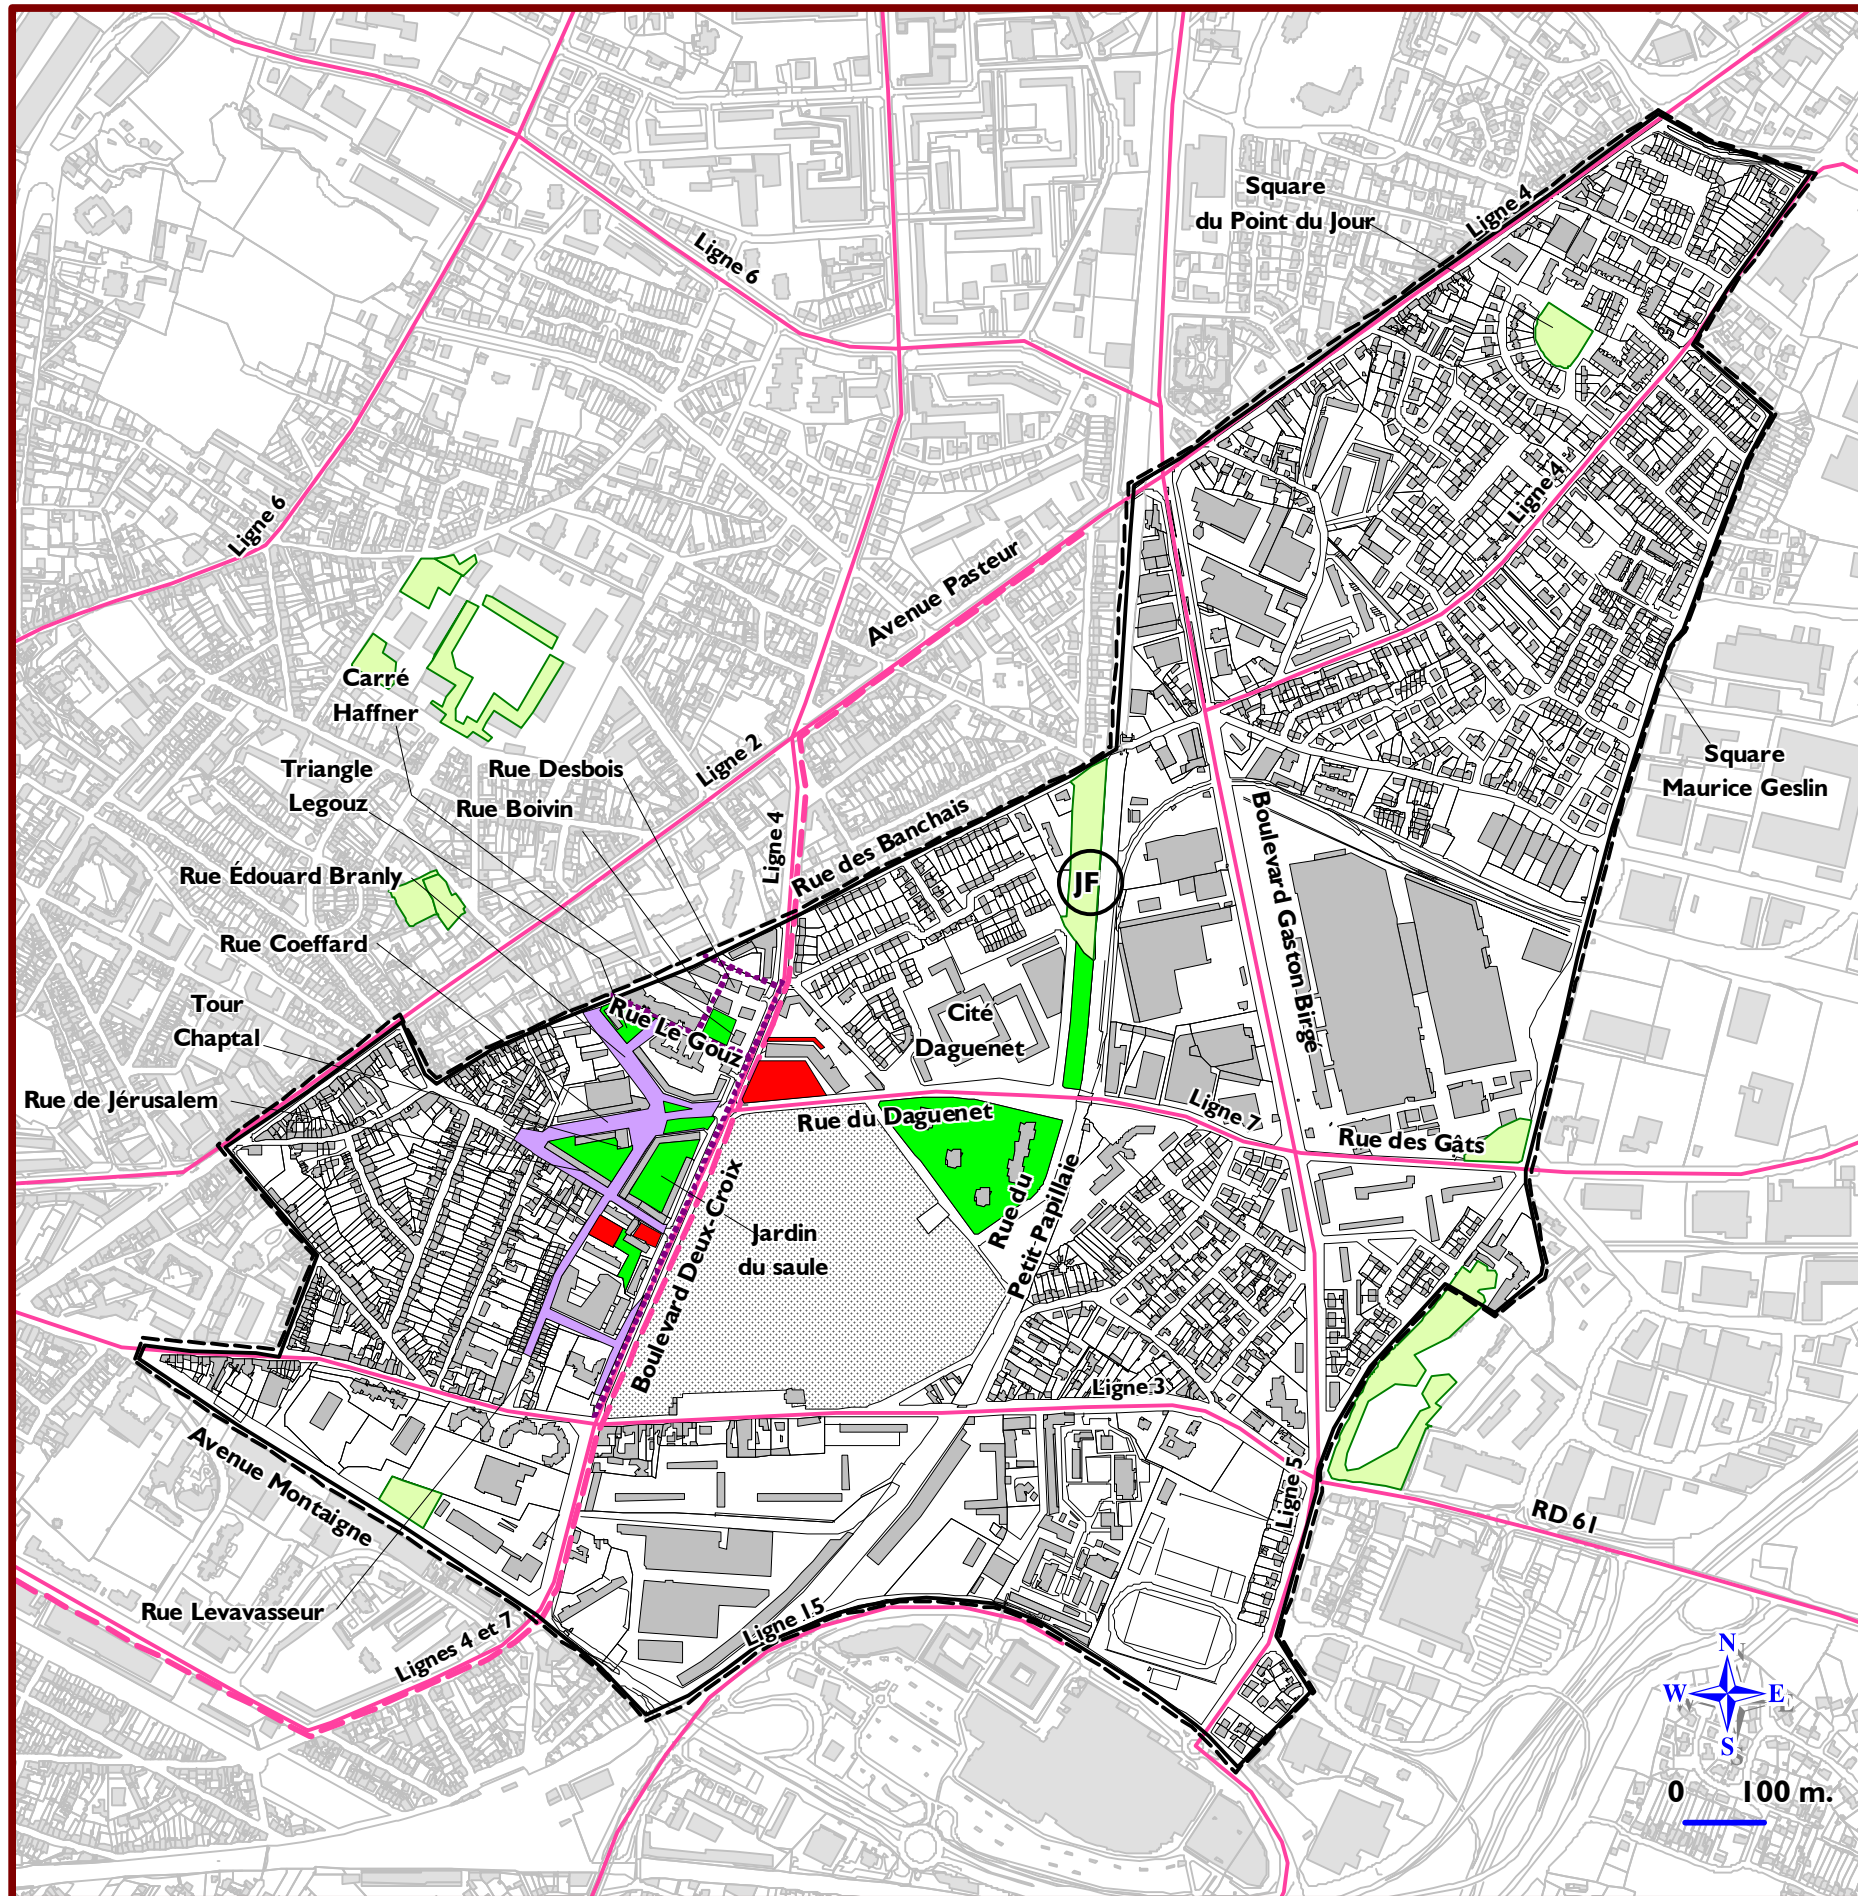 Square
du Point du Jour
Ligne 4
Ligne 6
Ligne 4
Ligne 6
Avenue Pasteur
Carré
Haffner
Ligne 2
Triangle
Legouz
Rue Desbois
Rue Boivin
Square
Maurice Geslin
Ligne 4
Rue des Banchais
Boulevard Gaston Birgé
Rue Édouard Branly
JF
Rue Coeffard
Tour
Chaptal
Rue Le Gouz
Cité
Daguenet
Rue de Jérusalem
Rue du Daguenet
Ligne 7
Rue des Gâts
Boulevard Deux-Croix
Rue du
Petit Papillaie
Jardin
du saule
Ligne 3
Avenue Montaigne
Ligne 5
RD 61
Rue Levavasseur
Lignes 4 et 7
Ligne 15
N
W E
S
0 100 m.